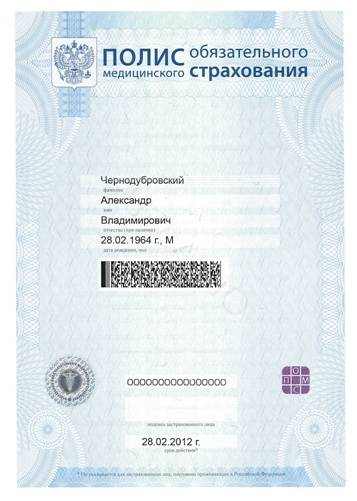 ПОЛИС обязательного
медицинского страхования
Чернодубровский
фамилия
Александр
имя
Владимирович
отчество (при наличии)
28.02.1964 г., М
дата рождения, пол
0000000000000000
О
П М
С
подпись застрахованного лица
28.02.2012 г.
срок действия*
* Не указывается для застрахованных лиц, постоянно проживающих в Российской Федерации